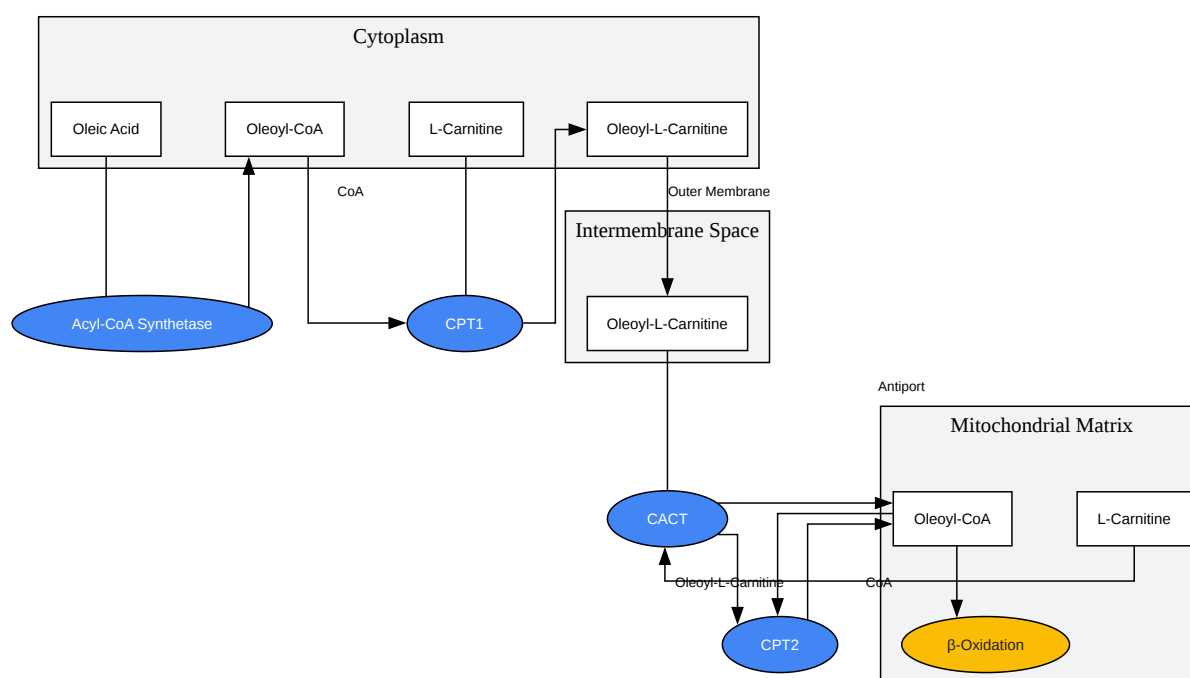 Cytoplasm
Oleic Acid
Oleoyl-CoA
L-Carnitine
Oleoyl-L-Carnitine
CoA
Outer Membrane
Intermembrane Space
Acyl-CoA Synthetase
CPT1
Oleoyl-L-Carnitine
Antiport
Mitochondrial Matrix
CACT
Oleoyl-CoA
L-Carnitine
Oleoyl-L-Carnitine
CoA
CPT2
β-Oxidation